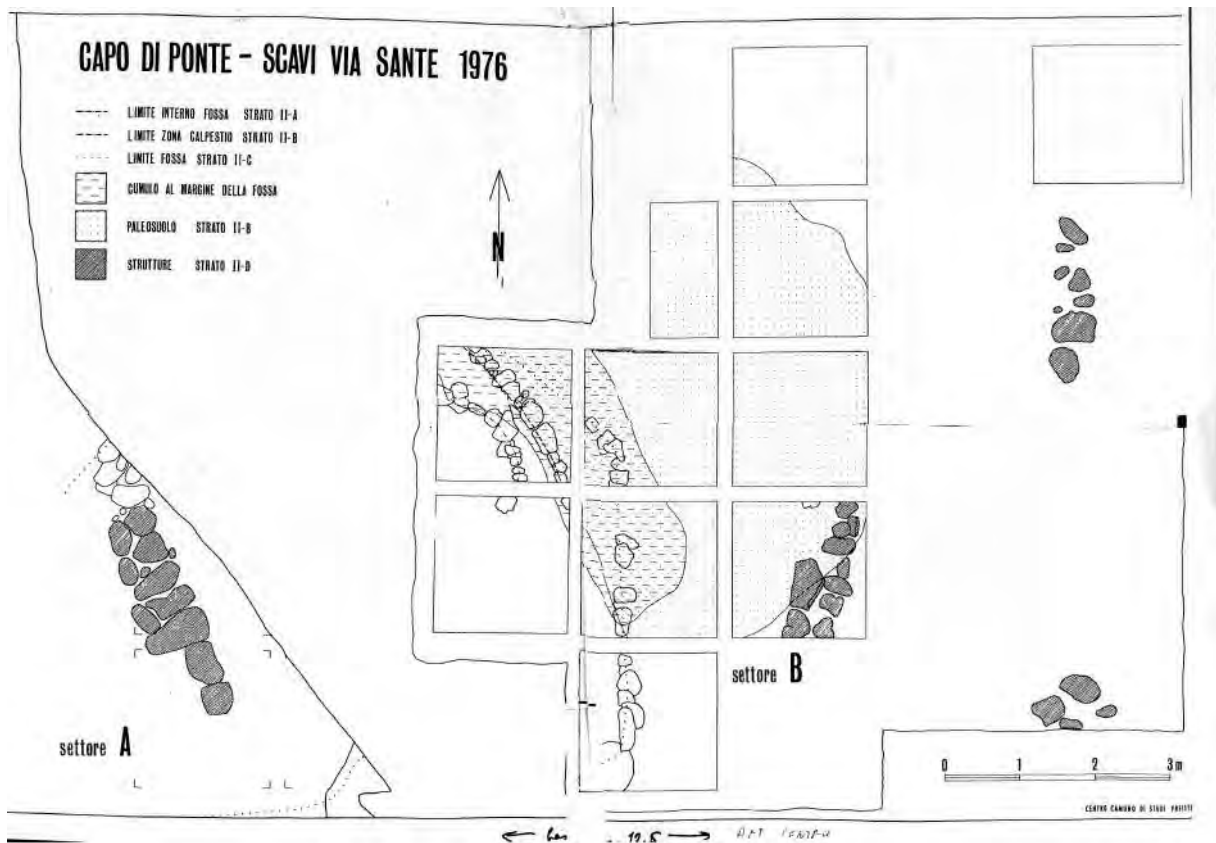 CAPO DI PONTE - SCAVI VIA SANTE 1976
LIMITE INTERNO FOSSA STRATO II-A
LIMITE ZONA CALPESTIO STRATO II-B
LIMITE FOSSA STRATO II-C
CUMULO AL MARGINE DELLA FOSSA
PALEOSUOLO STRATO II-B
STRUTTURE STRATO II-D
N
settore B
settore A
0 1 2 3 m
CENTRO CAMUNO DI STUDI PREISTE